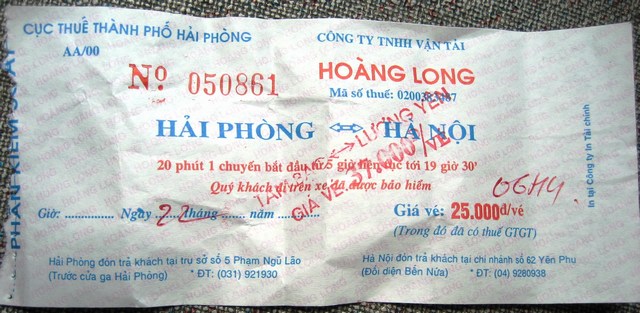 CỤC THUẾ THÀNH PHỐ HẢI PHÒNG
AA/00
CÔNG TY TNHH VẬN TẢI
HOÀNG LONG
Nº 050861
Mã số thuế:
HẢI PHÒNG ⇔ HÀ NỘI
20 phút 1 chuyến bắt đầu từ 5 giờ liên tục tới 19 giờ 30'
Quý khách đi trên xe đã được bảo hiểm
Giờ: .............. Ngày 22 tháng ........ năm ..........
Giá vé: 25.000đ/vé
(Trong đó đã có thuế GTGT)
LƯƠNG YÊN
GIÁ VÉ: 37.000/VÉ
Hải Phòng đón trả khách tại trụ sở số 5 Phạm Ngũ Lão
(Trước cửa ga Hải Phòng) * ĐT: (031) 921930
Hà Nội đón trả khách tại chi nhánh số 62 Yên Phụ
(Đối diện Bến Nứa) * ĐT: (04) 9280938
In tại Công ty In Tài chính
PHẦN KIỂM SOÁT